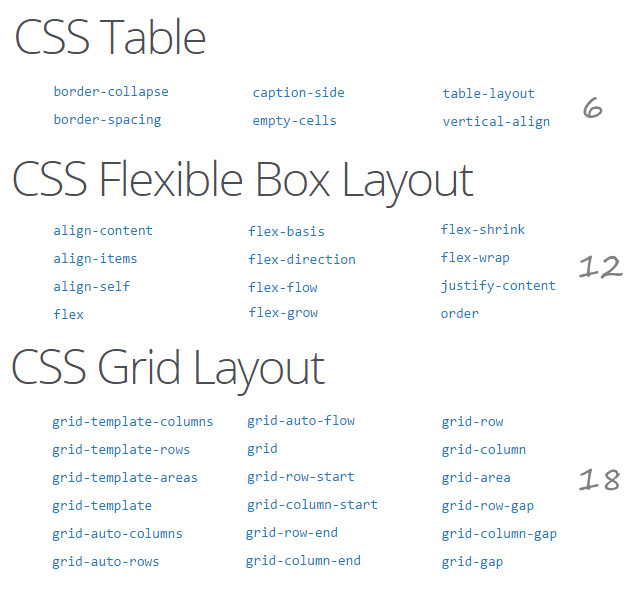 CSS Table
border-collapse caption-side table-layout
border-spacing empty-cells vertical-align
6
CSS Flexible Box Layout
align-content flex-basis flex-shrink
align-items flex-direction flex-wrap
12
align-self flex-flow justify-content
flex flex-grow order
CSS Grid Layout
grid-template-columns grid-auto-flow grid-row
grid-template-rows grid grid-column
grid-template-areas grid-row-start grid-area
18
grid-template grid-column-start grid-row-gap
grid-auto-columns grid-row-end grid-column-gap
grid-auto-rows grid-column-end grid-gap